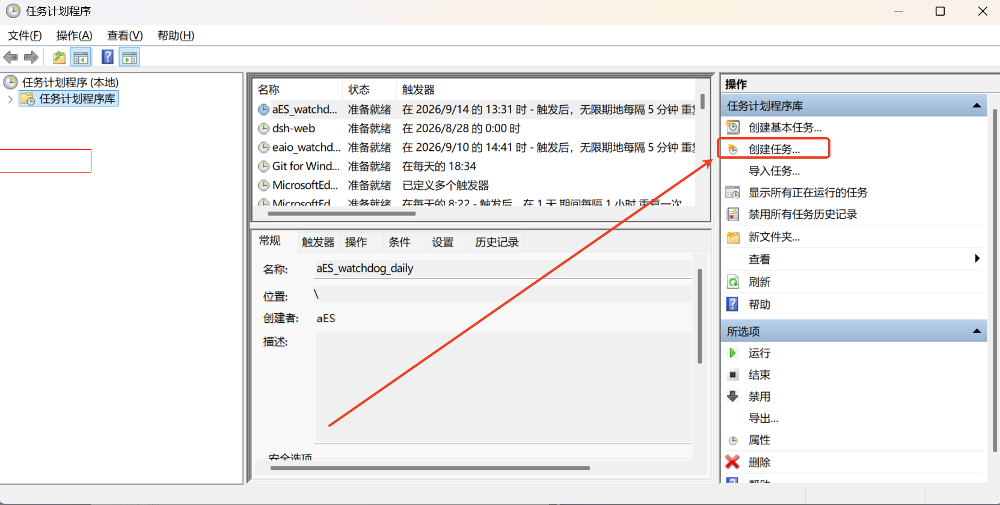 任务计划程序
文件(F) 操作(A) 查看(V) 帮助(H)
任务计划程序 (本地)
任务计划程序库
名称 状态 触发器
aES_watchd... 准备就绪 在 2026/9/14 的 13:31 时 - 触发后，无限期地每隔 5 分钟 重复
dsh-web 准备就绪 在 2026/8/28 的 0:00 时
eaio_watchd... 准备就绪 在 2026/9/10 的 14:41 时 - 触发后，无限期地每隔 5 分钟 重复
Git for Wind... 准备就绪 在每天的 18:34
MicrosoftEd... 准备就绪 已定义多个触发器
MicrosoftEd... 准备就绪 在每天的 8:22 - 触发后，在 1 天 期间每隔 1 小时 重复一次
常规 触发器 操作 条件 设置 历史记录
名称: aES_watchdog_daily
位置: \
创建者: aES
描述:
安全选项
操作
任务计划程序库
创建基本任务...
创建任务...
导入任务...
显示所有正在运行的任务
禁用所有任务历史记录
新文件夹...
查看
刷新
帮助
所选项
运行
结束
禁用
导出...
属性
删除
帮助